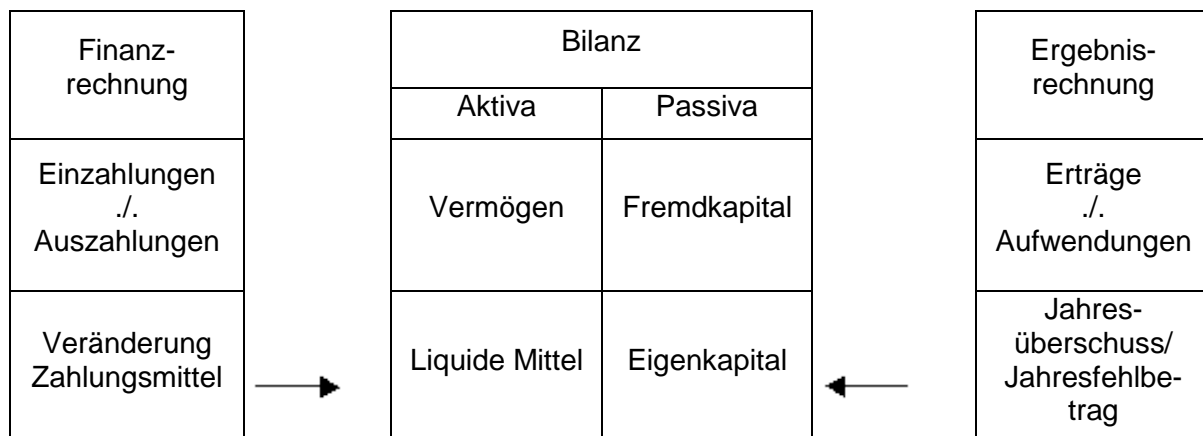 Finanz-
rechnung
Einzahlungen
./.
Auszahlungen
Veränderung
Zahlungsmittel
Bilanz
Aktiva
Passiva
Vermögen
Fremdkapital
Liquide Mittel
Eigenkapital
Ergebnis-
rechnung
Erträge
./.
Aufwendungen
Jahres-
überschuss/
Jahresfehlbe-
trag